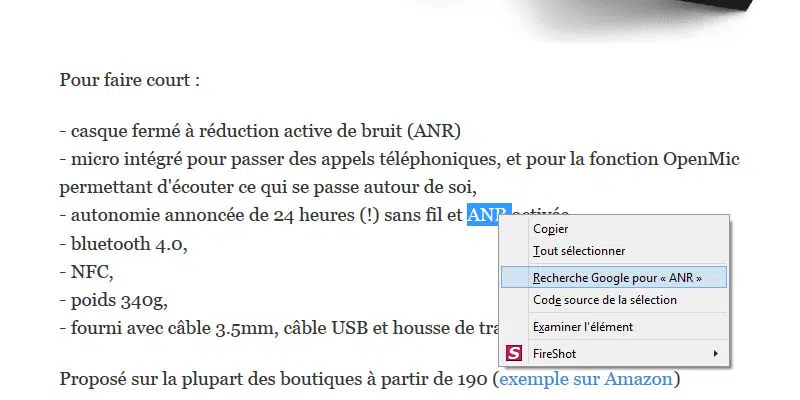 Pour faire court :
- casque fermé à réduction active de bruit (ANR)
- micro intégré pour passer des appels téléphoniques, et pour la fonction OpenMic
permettant d'écouter ce qui se passe autour de soi,
- autonomie annoncée de 24 heures (!) sans fil et ANR activée
- bluetooth 4.0,
- NFC,
- poids 340g,
- fourni avec câble 3.5mm, câble USB et housse de tra
Copier
Tout sélectionner
Recherche Google pour « ANR »
Code source de la sélection
Examiner l'élément
S FireShot
Proposé sur la plupart des boutiques à partir de 190 (exemple sur Amazon)